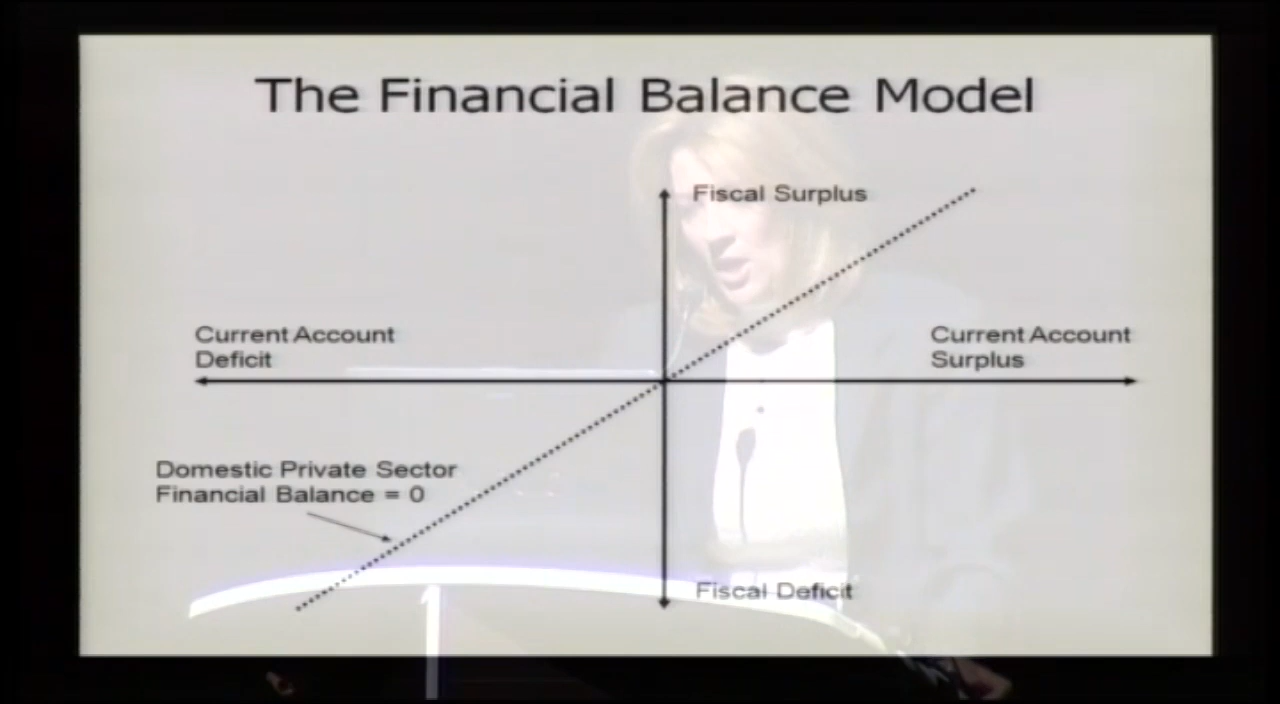 The Financial Balance Model
Fiscal Surplus
Current Account
Deficit
Current Account
Surplus
Domestic Private Sector
Financial Balance = 0
Fiscal Deficit